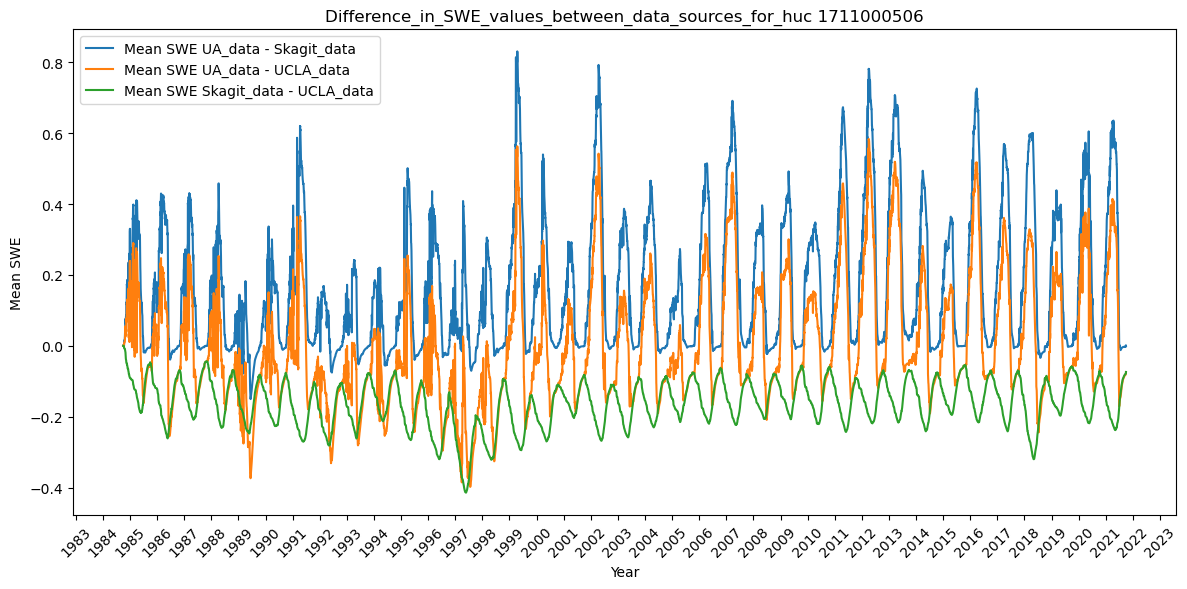 Difference_in_SWE_values_between_data_sources_for_huc 1711000506
Mean SWE UA_data - Skagit_data
Mean SWE UA_data - UCLA_data
Mean SWE Skagit_data - UCLA_data
Mean SWE
0.8
0.6
0.4
0.2
0.0
−0.2
−0.4
1983 1984 1985 1986 1987 1988 1989 1990 1991 1992 1993 1994 1995 1996 1997 1998 1999 2000 2001 2002 2003 2004 2005 2006 2007 2008 2009 2010 2011 2012 2013 2014 2015 2016 2017 2018 2019 2020 2021 2022 2023
Year